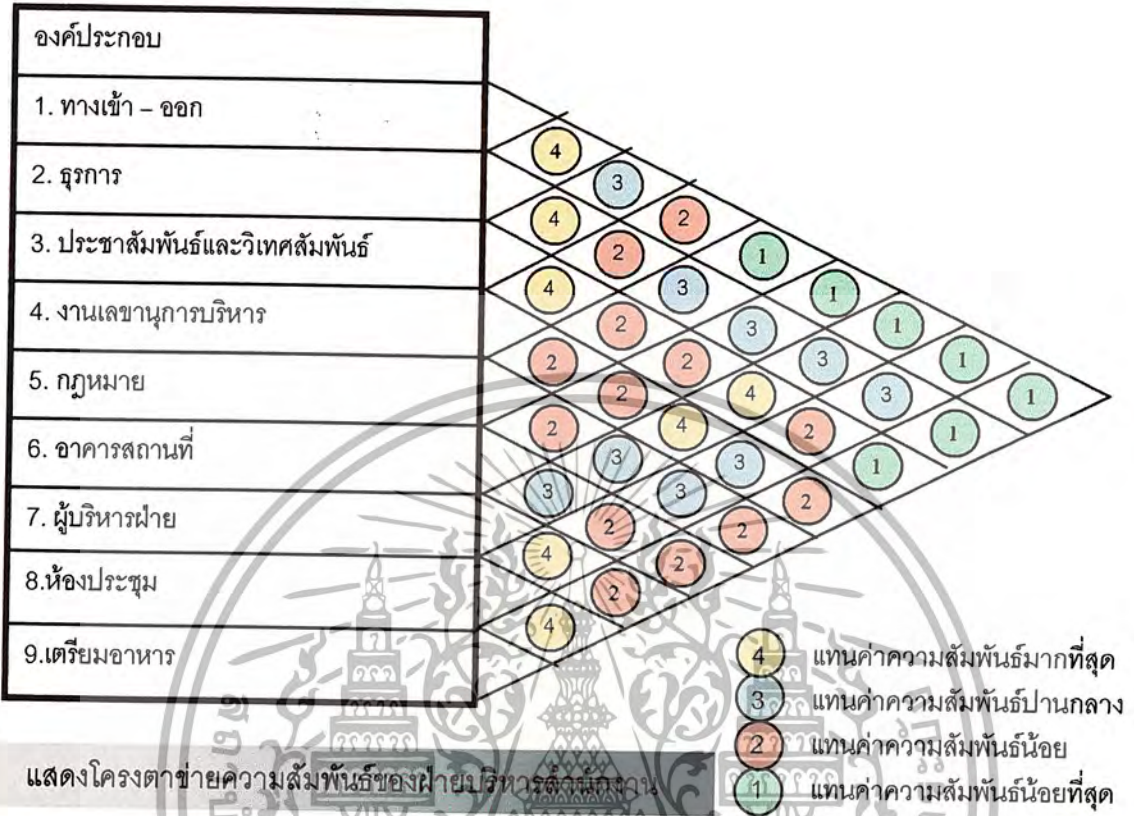 องค์ประกอบ
1. ทางเข้า – ออก
2. ธุรการ
3. ประชาสัมพันธ์และวิเทศสัมพันธ์
4. งานเลขานุการบริหาร
5. กฎหมาย
6. อาคารสถานที่
7. ผู้บริหารฝ่าย
8.ห้องประชุม
9.เตรียมอาหาร
4
3
4 2
2 1
4 3 1
2 3 1
2 2 3 1
2 4 3 1
2 4 2 1
3 3 1
3 3 2
2 2
4 2
2
4
4 แทนค่าความสัมพันธ์มากที่สุด
3 แทนค่าความสัมพันธ์ปานกลาง
2 แทนค่าความสัมพันธ์น้อย
1 แทนค่าความสัมพันธ์น้อยที่สุด
แสดงโครงตาข่ายความสัมพันธ์ของฝ่ายบริหารสำนักงาน